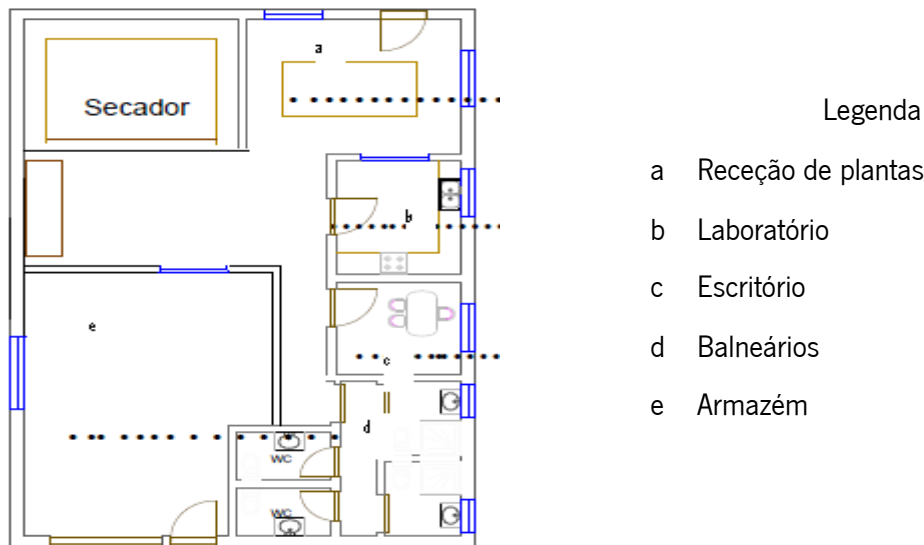 a
Secador
b
e
c
d
WC
WC
Legenda
a Receção de plantas
b Laboratório
c Escritório
d Balneários
e Armazém